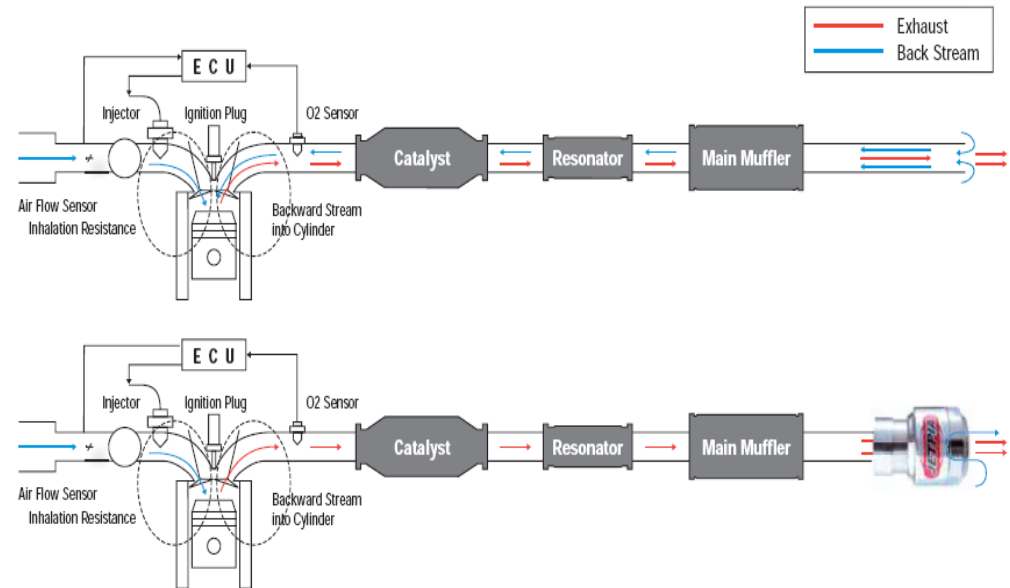 Exhaust
Back Stream
E C U
Injector
Ignition Plug
O2 Sensor
Catalyst
Resonator
Main Muffler
Air Flow Sensor
Inhalation Resistance
Backward Stream
into Cylinder
E C U
Injector
Ignition Plug
O2 Sensor
Catalyst
Resonator
Main Muffler
JETPIA
Air Flow Sensor
Inhalation Resistance
Backward Stream
into Cylinder